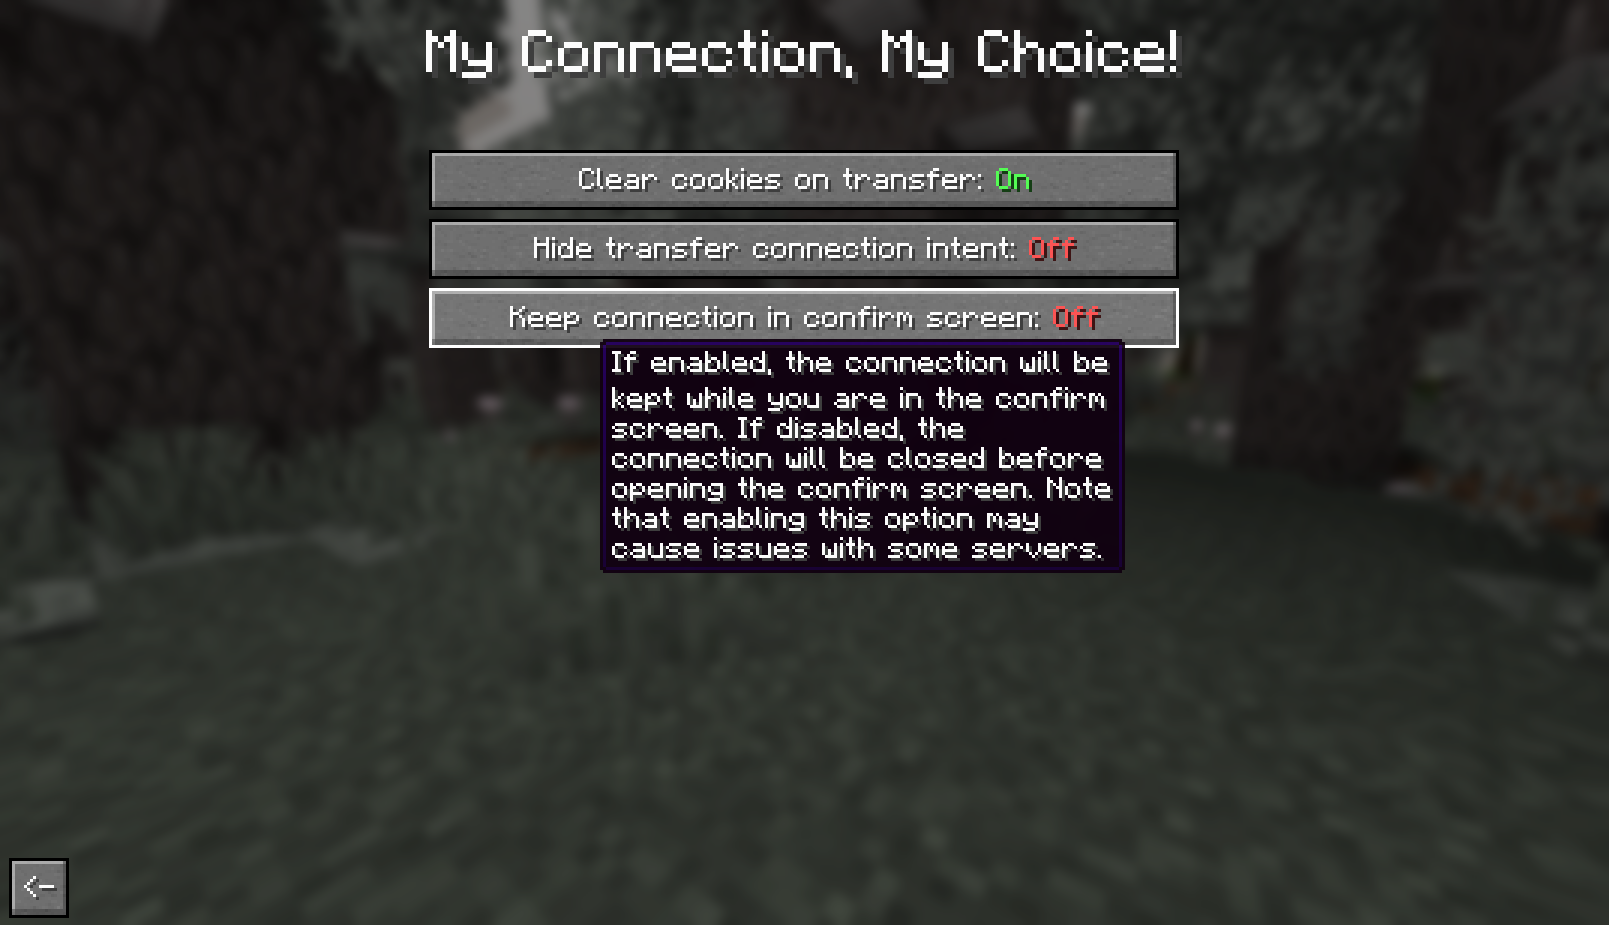 My Connection, My Choice!
Clear cookies on transfer: On
Hide transfer connection intent: Off
Keep connection in confirm screen: Off
If enabled, the connection will be
kept while you are in the confirm
screen. If disabled, the
connection will be closed before
opening the confirm screen. Note
that enabling this option may
cause issues with some servers.
<-